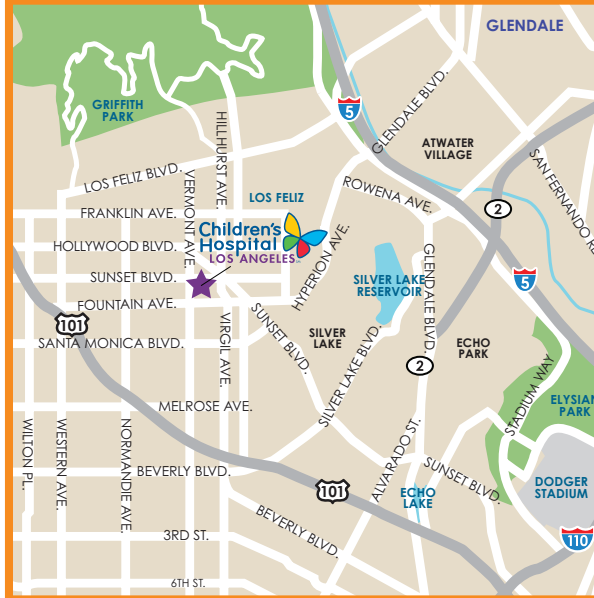 GLENDALE
GRIFFITH
PARK
5
GLENDALE BLVD.
HILLHURST AVE.
ATWATER
VILLAGE
LOS FELIZ BLVD.
VERMONT AVE.
SAN FERNANDO
LOS FELIZ
ROWENA AVE.
2
FRANKLIN AVE.
Children's
Hospital
LOS ANGELES
HOLLYWOOD BLVD.
HYPERION AVE.
SUNSET BLVD.
SILVER LAKE
RESERVOIR
GLENDALE BLVD.
5
FOUNTAIN AVE.
101
SUNSET BLVD.
SILVER
LAKE
ECHO
PARK
SANTA MONICA BLVD.
VIRGIL AVE.
SILVER LAKE BLVD.
2
STADIUM WAY
MELROSE AVE.
ELYSIAN
PARK
WILTON PL.
WESTERN AVE.
NORMANDIE AVE.
ALVARADO ST.
BEVERLY BLVD.
SUNSET BLVD.
101
ECHO
LAKE
DODGER
STADIUM
BEVERLY BLVD.
3RD ST.
110
6TH ST.